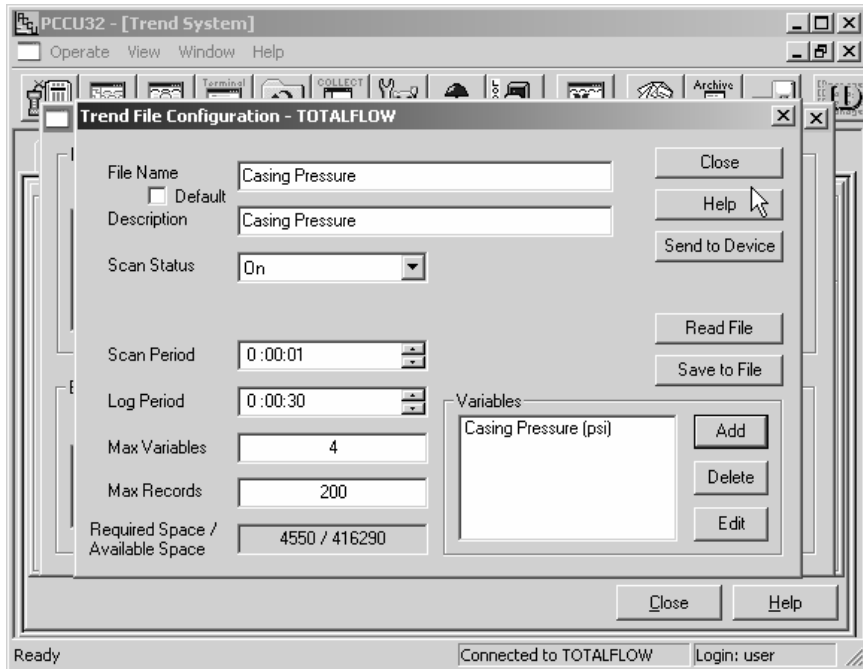 PCCU32 - [Trend System]
Operate View Window Help
Terminal
COLLECT
Archive
Trend File Configuration - TOTALFLOW
File Name
Casing Pressure
Default
Description
Casing Pressure
Scan Status
On
Scan Period
0 :00:01
Log Period
0 :00:30
Max Variables
4
Max Records
200
Required Space /
Available Space
4550 / 416290
Close
Help
Send to Device
Read File
Save to File
Variables
Casing Pressure (psi)
Add
Delete
Edit
Close
Help
Ready
Connected to TOTALFLOW
Login: user